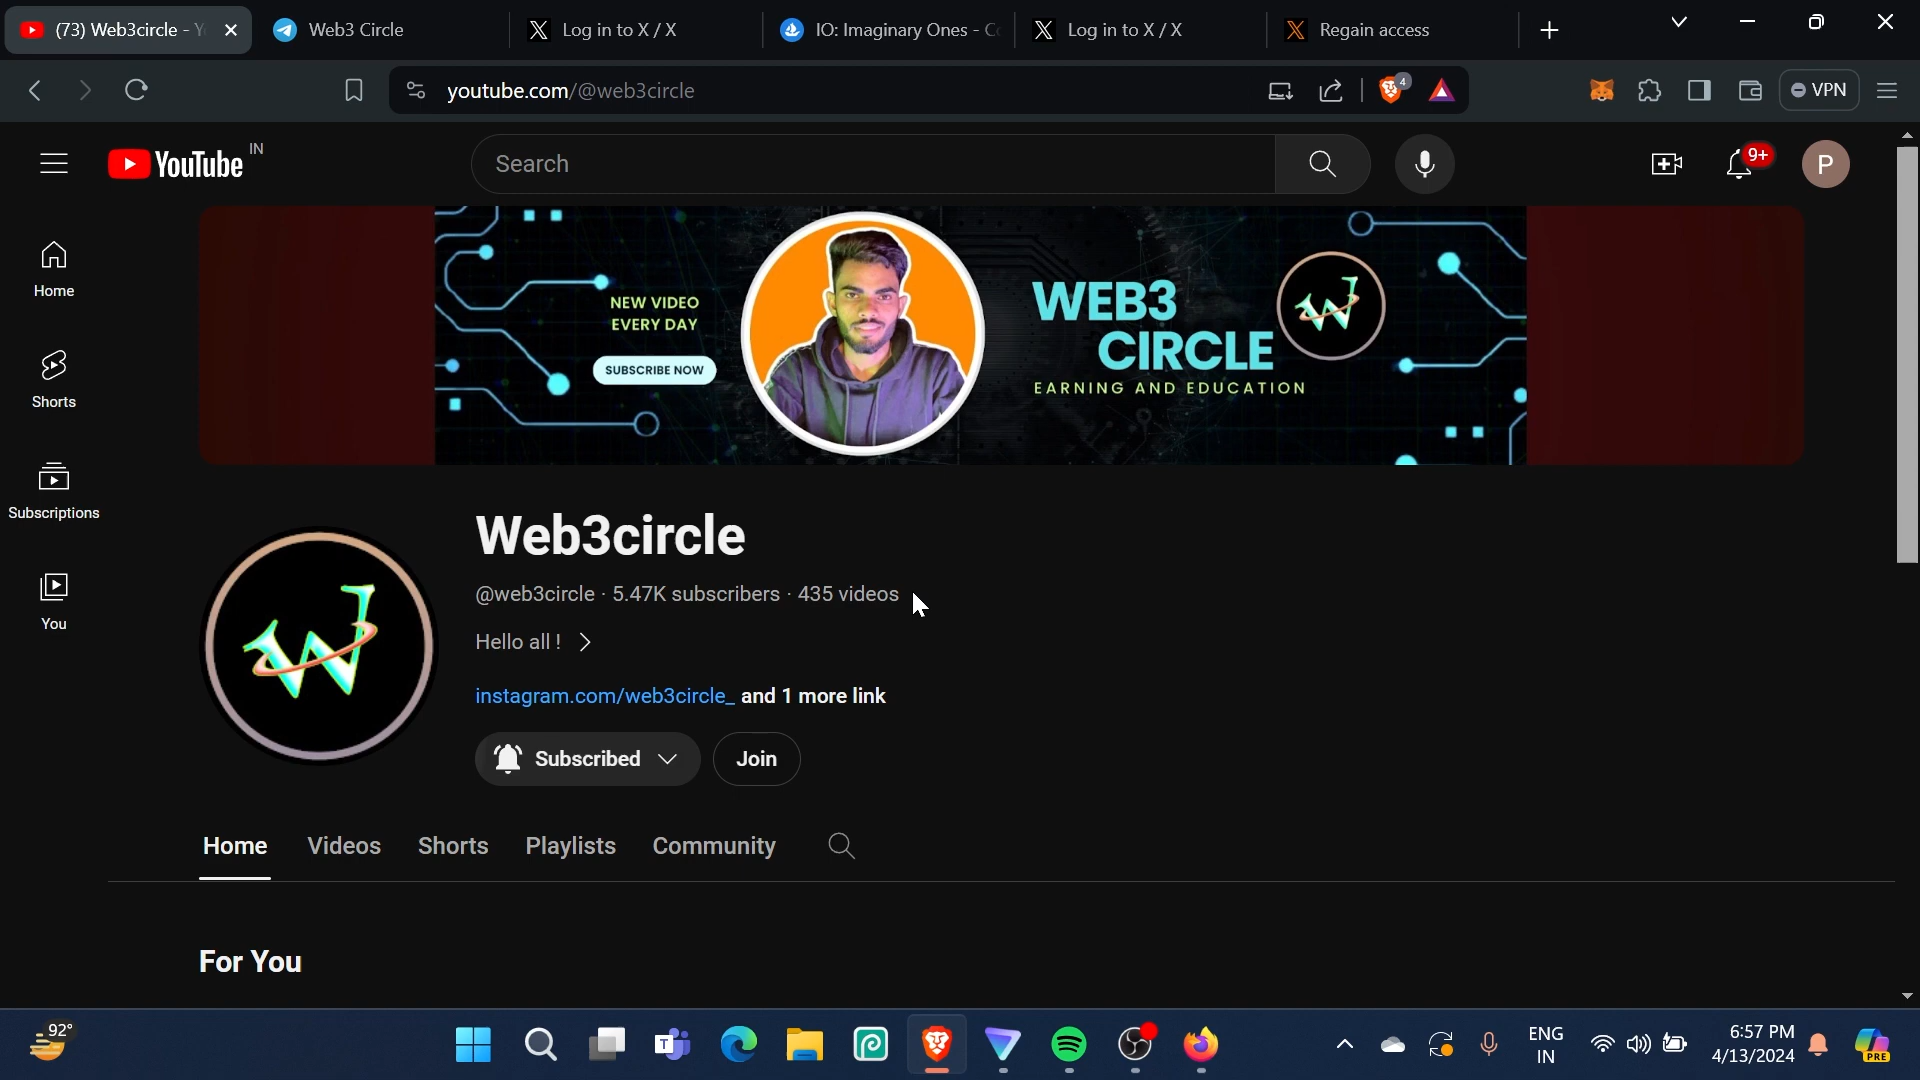 (73) Web3circle - Y
Web3 Circle
Log in to X / X
IO: Imaginary Ones - C
Log in to X / X
Regain access
youtube.com/@web3circle
4
VPN
YouTube IN
Search
9+
P
Home
Shorts
Subscriptions
You
NEW VIDEO
EVERY DAY
SUBSCRIBE NOW
WEB3
CIRCLE
EARNING AND EDUCATION
W
Web3circle
@web3circle · 5.47K subscribers · 435 videos
Hello all !
instagram.com/web3circle_ and 1 more link
W
Subscribed
Join
Home
Videos
Shorts
Playlists
Community
For You
92°
T
ENG
IN
6:57 PM
4/13/2024
PRE